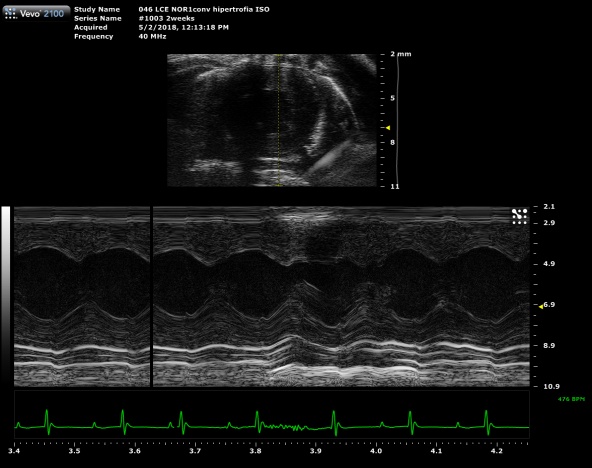 Vevo 2100
Study Name 046 LCE NOR1conv hipertrofia ISO
Series Name #1003 2weeks
Acquired 5/2/2018, 12:13:18 PM
Frequency 40 MHz
2 mm
5
8
11
2.1
2.9
4.9
6.9
8.9
10.9
476 BPM
3.4 3.5 3.6 3.7 3.8 3.9 4.0 4.1 4.2